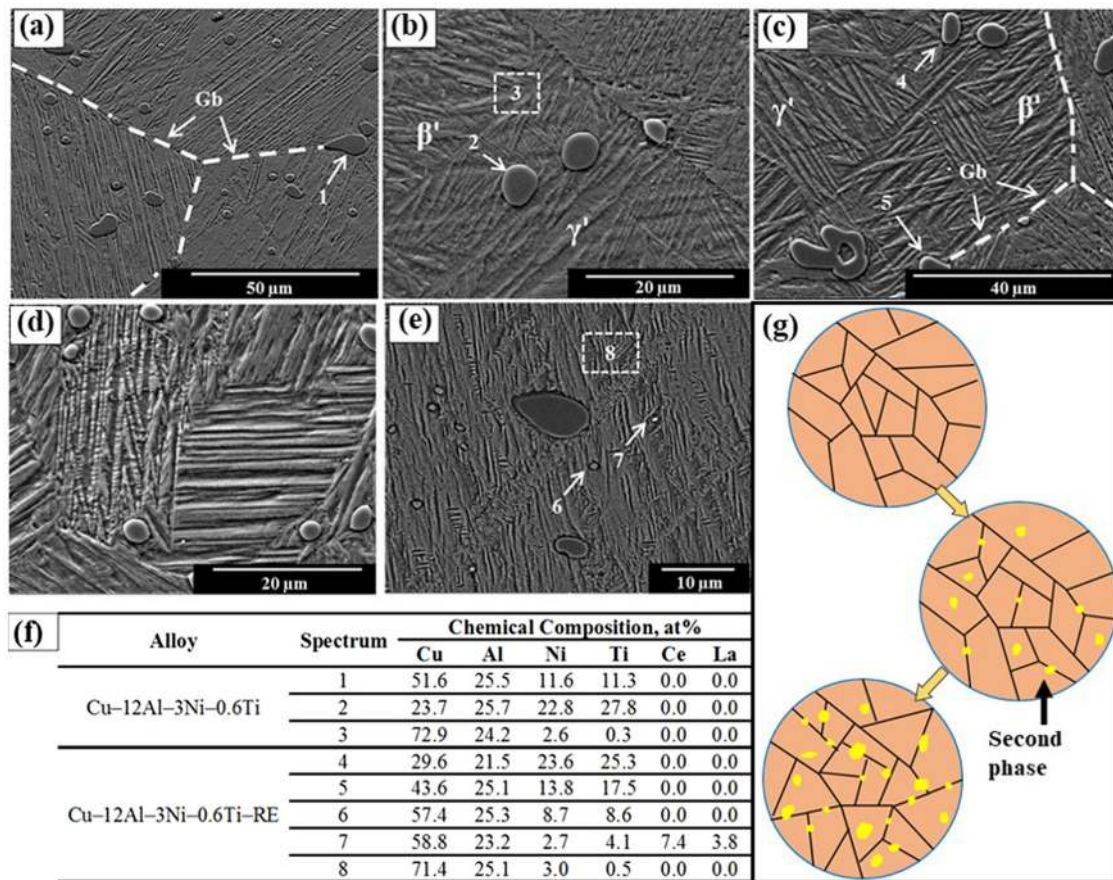 (a)
Gb
1
50 µm
(b)
3
β'
2
γ'
20 µm
(c)
4
γ'
β'
Gb
5
40 µm
(d)
20 µm
(e)
8
7
6
10 µm
(g)
Second
phase
(f)
Alloy Spectrum Chemical Composition, at%
Cu Al Ni Ti Ce La
Cu–12Al–3Ni–0.6Ti
1 51.6 25.5 11.6 11.3 0.0 0.0
2 23.7 25.7 22.8 27.8 0.0 0.0
3 72.9 24.2 2.6 0.3 0.0 0.0
Cu–12Al–3Ni–0.6Ti–RE
4 29.6 21.5 23.6 25.3 0.0 0.0
5 43.6 25.1 13.8 17.5 0.0 0.0
6 57.4 25.3 8.7 8.6 0.0 0.0
7 58.8 23.2 2.7 4.1 7.4 3.8
8 71.4 25.1 3.0 0.5 0.0 0.0